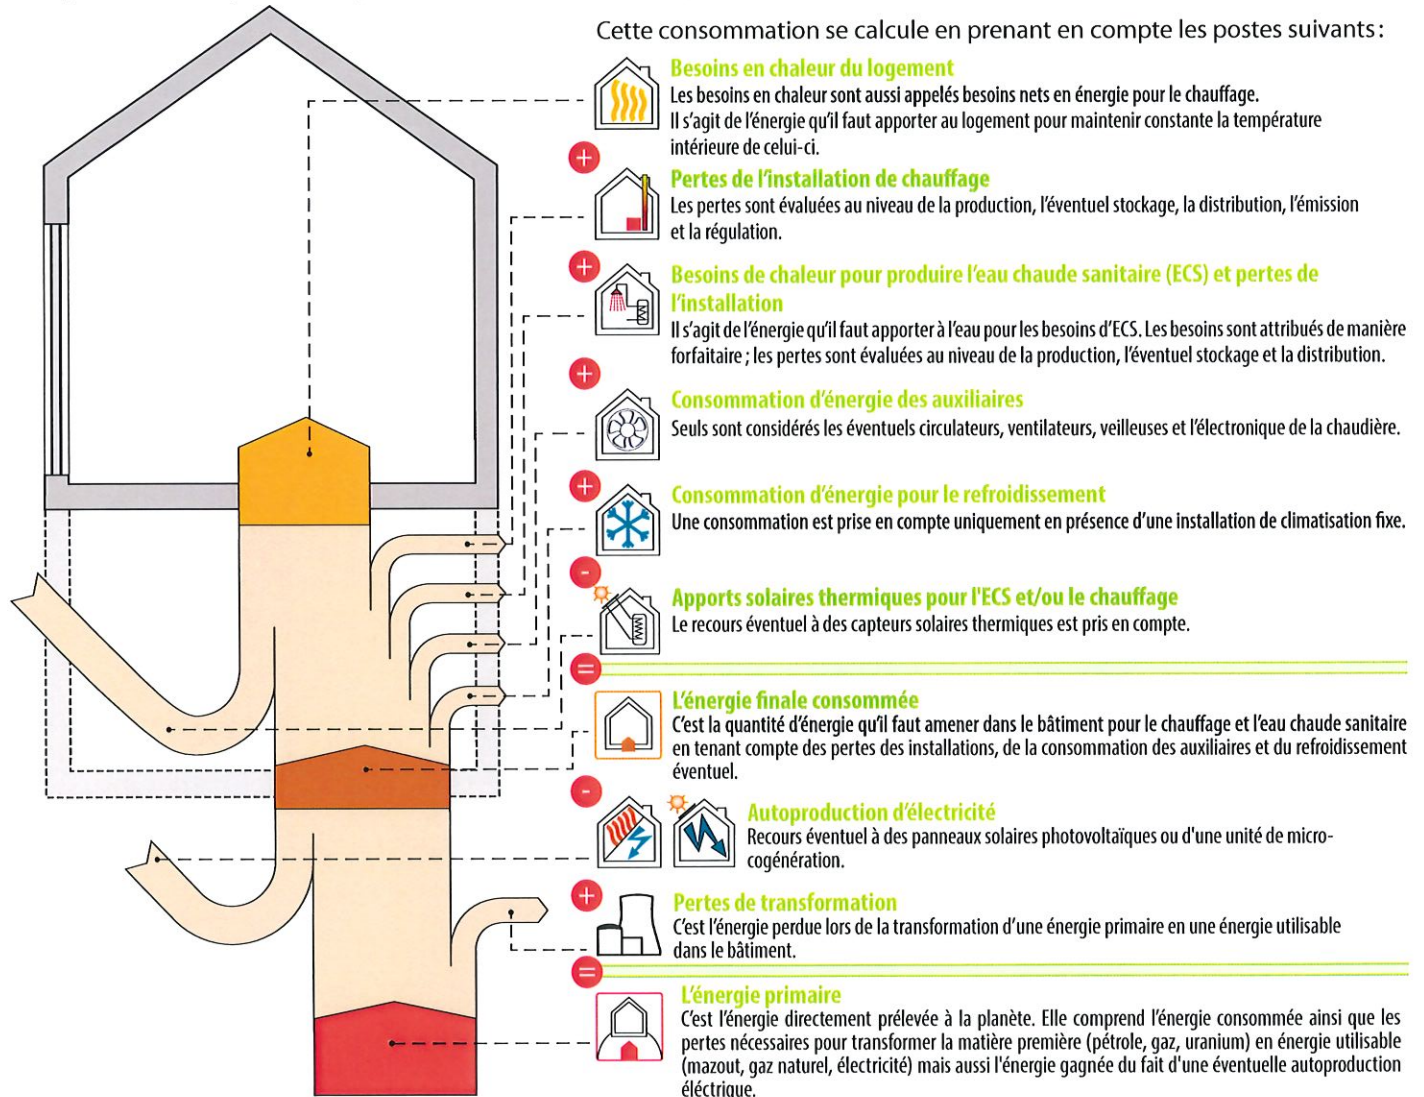 Cette consommation se calcule en prenant en compte les postes suivants :
Besoins en chaleur du logement
Les besoins en chaleur sont aussi appelés besoins nets en énergie pour le chauffage.
Il s'agit de l'énergie qu'il faut apporter au logement pour maintenir constante la température
intérieure de celui-ci.
+
Pertes de l'installation de chauffage
Les pertes sont évaluées au niveau de la production, l'éventuel stockage, la distribution, l'émission
et la régulation.
+
Besoins de chaleur pour produire l'eau chaude sanitaire (ECS) et pertes de
l'installation
Il s'agit de l'énergie qu'il faut apporter à l'eau pour les besoins d'ECS. Les besoins sont attribués de manière
forfaitaire ; les pertes sont évaluées au niveau de la production, l'éventuel stockage et la distribution.
+
Consommation d'énergie des auxiliaires
Seuls sont considérés les éventuels circulateurs, ventilateurs, veilleuses et l'électronique de la chaudière.
+
Consommation d'énergie pour le refroidissement
Une consommation est prise en compte uniquement en présence d'une installation de climatisation fixe.
-
Apports solaires thermiques pour l'ECS et/ou le chauffage
Le recours éventuel à des capteurs solaires thermiques est pris en compte.
=
L'énergie finale consommée
C'est la quantité d'énergie qu'il faut amener dans le bâtiment pour le chauffage et l'eau chaude sanitaire
en tenant compte des pertes des installations, de la consommation des auxiliaires et du refroidissement
éventuel.
-
Autoproduction d'électricité
Recours éventuel à des panneaux solaires photovoltaïques ou d'une unité de micro-
cogénération.
+
Pertes de transformation
C'est l'énergie perdue lors de la transformation d'une énergie primaire en une énergie utilisable
dans le bâtiment.
=
L'énergie primaire
C'est l'énergie directement prélevée à la planète. Elle comprend l'énergie consommée ainsi que les
pertes nécessaires pour transformer la matière première (pétrole, gaz, uranium) en énergie utilisable
(mazout, gaz naturel, électricité) mais aussi l'énergie gagnée du fait d'une éventuelle autoproduction
éléctrique.